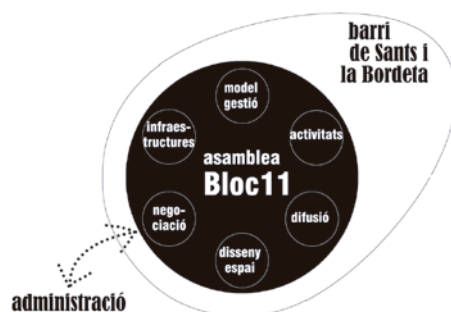 barri
de Sants i
la Bordeta
model
gestió
infraes-
tructures
activitats
asamblea
Bloc11
nego-
ciació
difusió
disseny
espai
administració